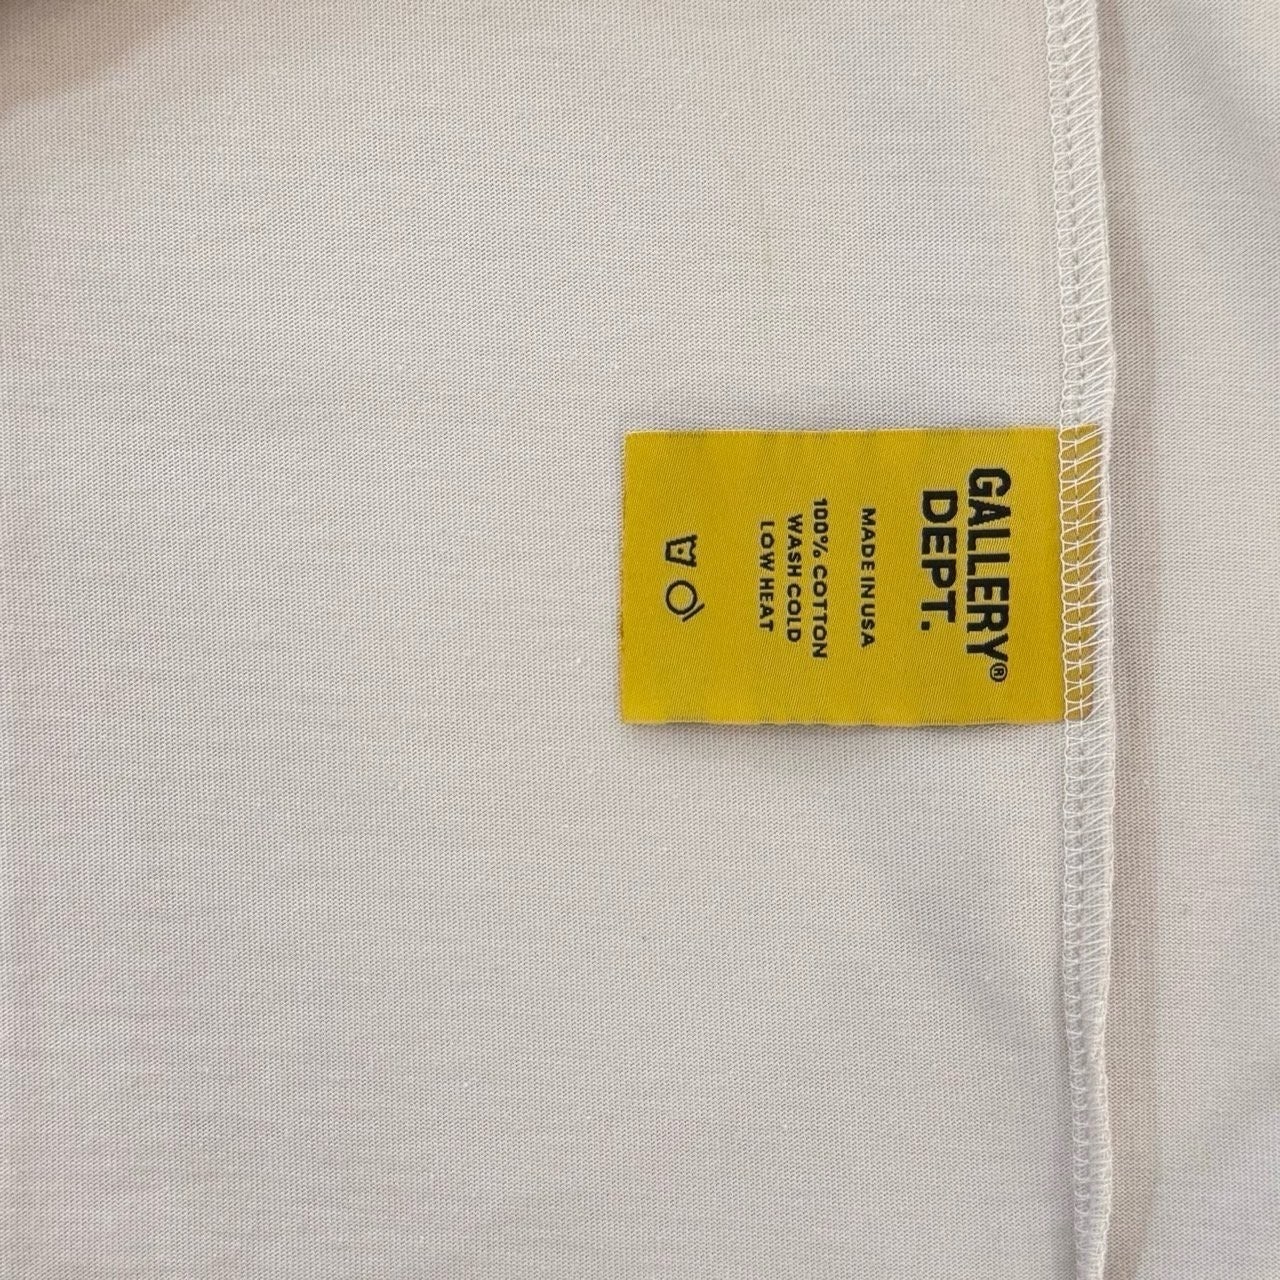 GALLERY®
DEPT.
MADE IN USA
100% COTTON
WASH COLD
LOW HEAT